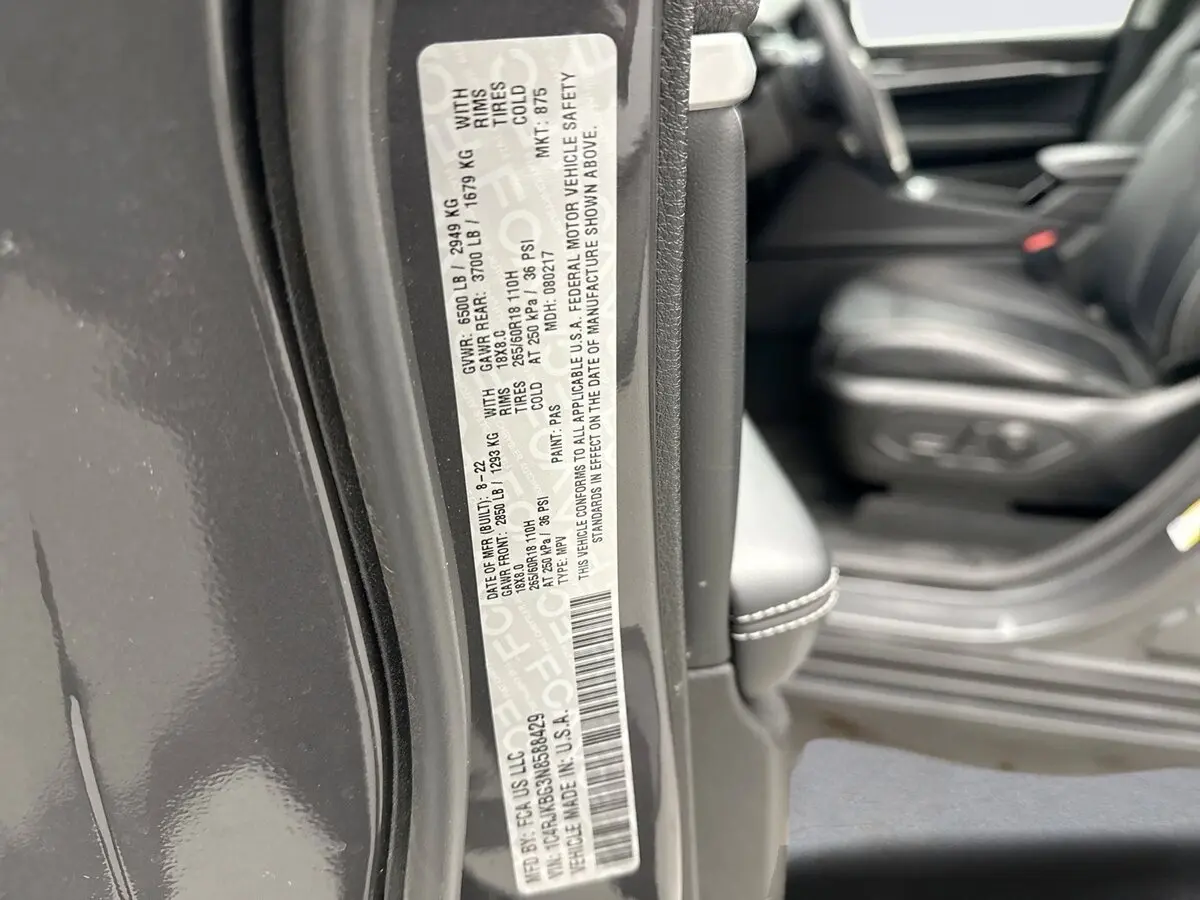 MFD BY: FCA US LLC
VIN: 1C4RJKBG3N8588429
VEHICLE MADE IN: U.S.A.
DATE OF MFR (BUILT): 8-22
GAWR FRONT: 2850 LB / 1293 KG WITH
18X8.0 RIMS
265/60R18 110H TIRES
AT 250 kPa / 36 PSI COLD
TYPE: MPV PAINT: PAS
GVWR: 6500 LB / 2949 KG
GAWR REAR: 3700 LB / 1679 KG WITH
18X8.0 RIMS
265/60R18 110H TIRES
AT 250 kPa / 36 PSI COLD
MDH: 080217 MKT: 875
THIS VEHICLE CONFORMS TO ALL APPLICABLE U.S.A. FEDERAL MOTOR VEHICLE SAFETY
STANDARDS IN EFFECT ON THE DATE OF MANUFACTURE SHOWN ABOVE.